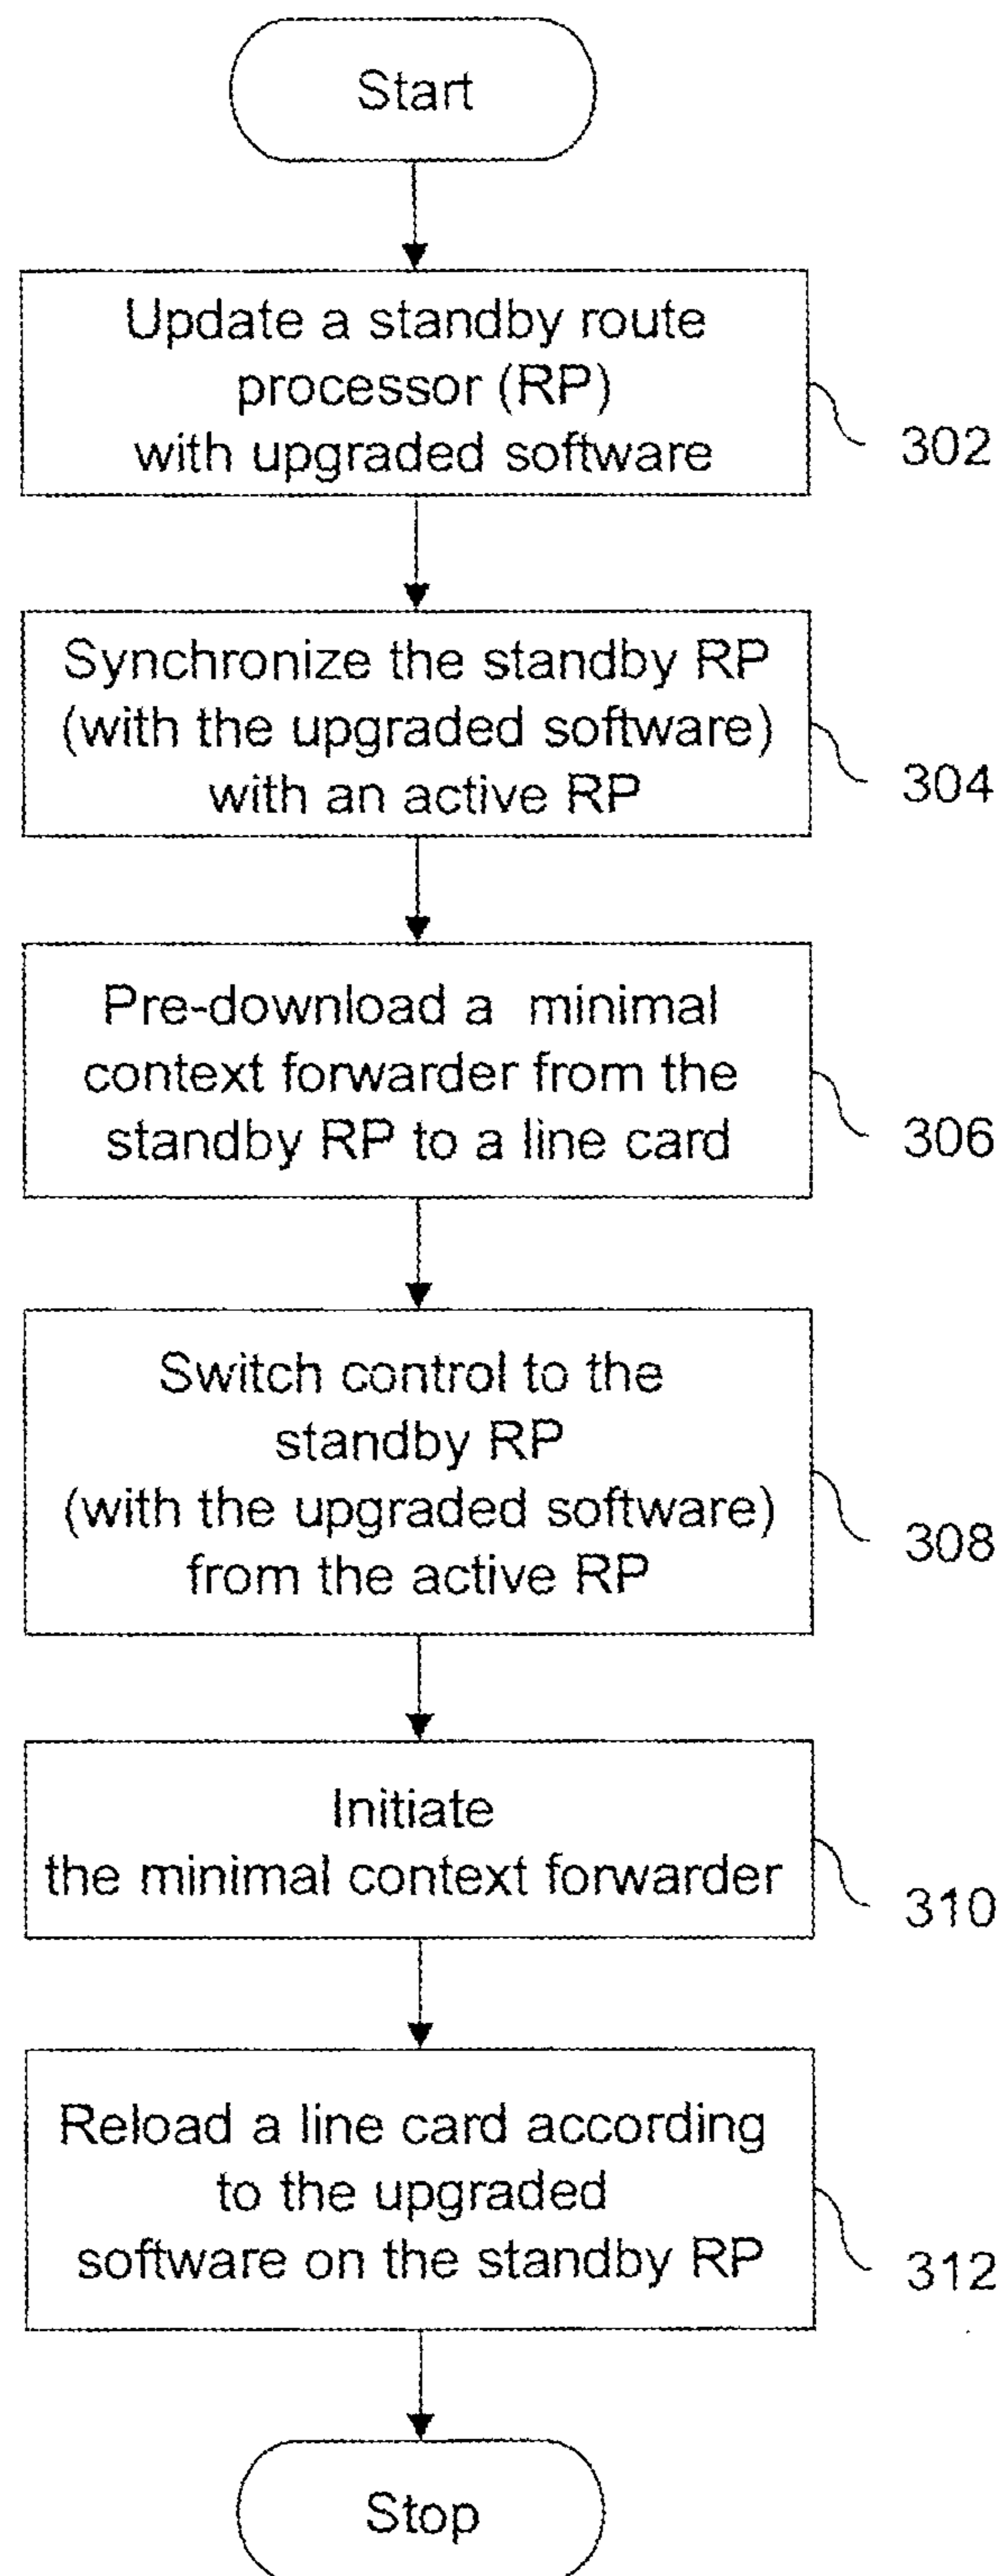 Start
Update a standby route
processor (RP)
with upgraded software
302
Synchronize the standby RP
(with the upgraded software)
with an active RP
304
Pre-download a minimal
context forwarder from the
standby RP to a line card
306
Switch control to the
standby RP
(with the upgraded software)
from the active RP
308
Initiate
the minimal context forwarder
310
Reload a line card according
to the upgraded
software on the standby RP
312
Stop